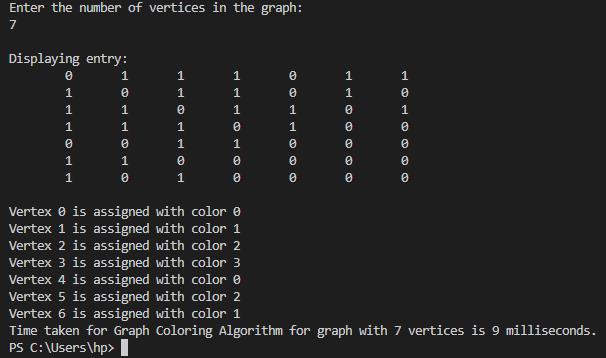 Enter the number of vertices in the graph:
7
Displaying entry:
0 1 1 1 0 1 1
1 0 1 1 0 1 0
1 1 0 1 1 0 1
1 1 1 0 1 0 0
0 0 1 1 0 0 0
1 1 0 0 0 0 0
1 0 1 0 0 0 0
Vertex 0 is assigned with color 0
Vertex 1 is assigned with color 1
Vertex 2 is assigned with color 2
Vertex 3 is assigned with color 3
Vertex 4 is assigned with color 0
Vertex 5 is assigned with color 2
Vertex 6 is assigned with color 1
Time taken for Graph Coloring Algorithm for graph with 7 vertices is 9 milliseconds.
PS C:\Users\hp>